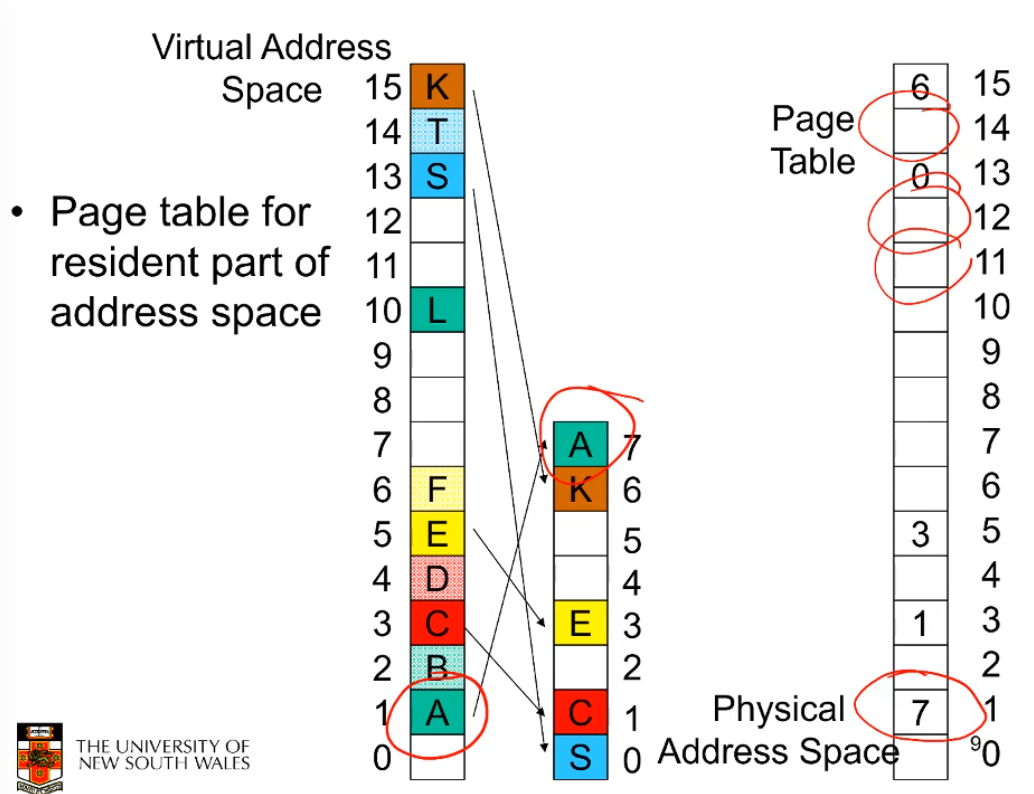 Virtual Address
Space
15 K
14 T
13 S
12
11
10 L
9
8
7
6 F
5 E
4 D
3 C
2 B
1 A
0
• Page table for
resident part of
address space
A 7
K 6
5
4
E 3
2
C 1
S 0
Physical
Address Space
Page
Table
6 15
14
0 13
12
11
10
9
8
7
6
3 5
4
1 3
2
7 1
0
9
THE UNIVERSITY OF
NEW SOUTH WALES